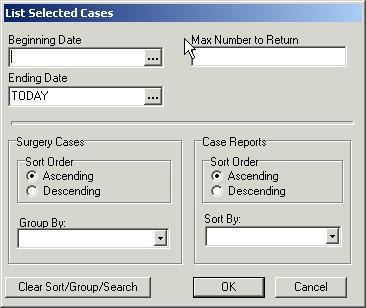 List Selected Cases
Beginning Date
Max Number to Return
...
Ending Date
TODAY ...
Surgery Cases
Case Reports
Sort Order
Sort Order
Ascending
Ascending
Descending
Descending
Group By:
Sort By:
Clear Sort/Group/Search
OK
Cancel